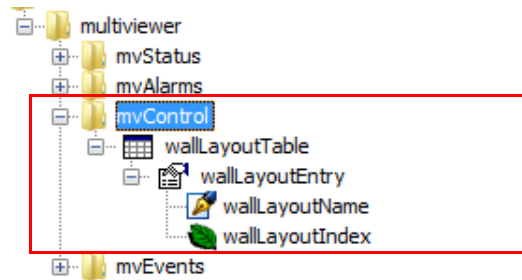 multiviewer
mvStatus
mvAlarms
mvControl
wallLayoutTable
wallLayoutEntry
wallLayoutName
wallLayoutIndex
mvEvents